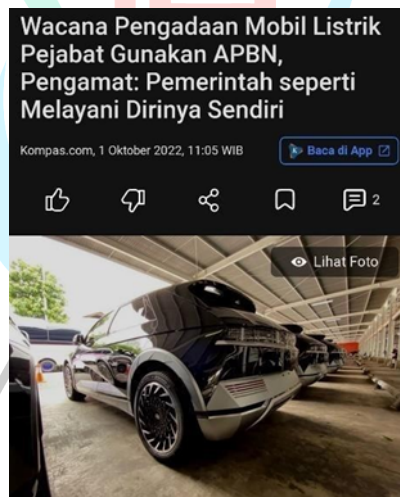 Wacana Pengadaan Mobil Listrik
Pejabat Gunakan APBN,
Pengamat: Pemerintah seperti
Melayani Dirinya Sendiri
Kompas.com, 1 Oktober 2022, 11:05 WIB
Baca di App
2
Lihat Foto